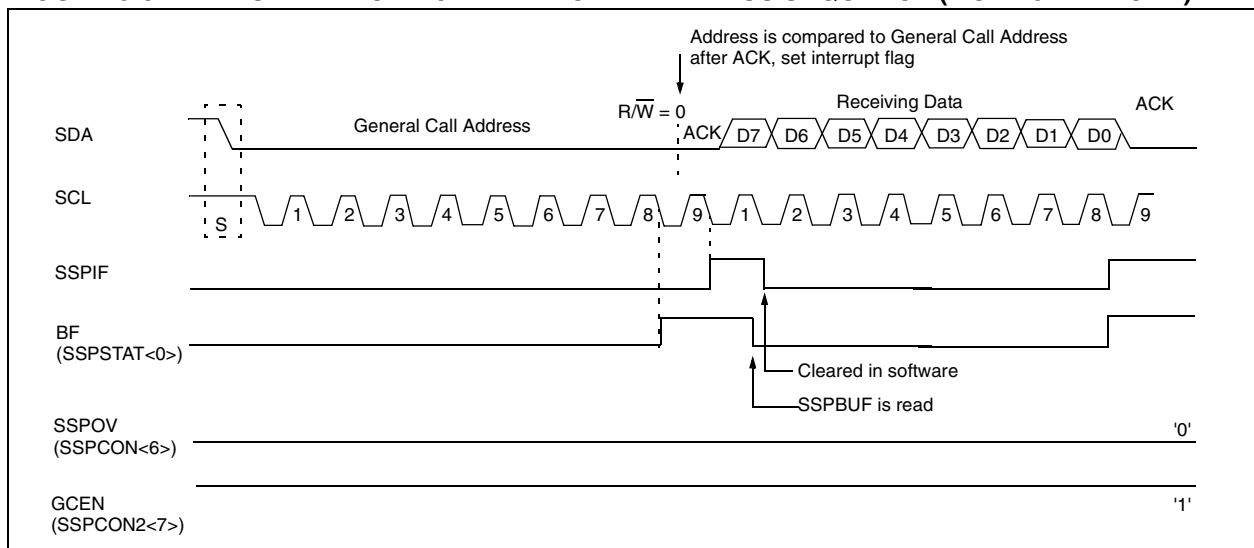 Address is compared to General Call Address
after ACK, set interrupt flag
R/W = 0
Receiving Data
ACK
SDA
General Call Address
ACK
D7 D6 D5 D4 D3 D2 D1 D0
SCL
S
1 2 3 4 5 6 7 8 9 1 2 3 4 5 6 7 8 9
SSPIF
BF
(SSPSTAT<0>)
Cleared in software
SSPBUF is read
SSPOV
(SSPCON<6>)
'0'
GCEN
(SSPCON2<7>)
'1'